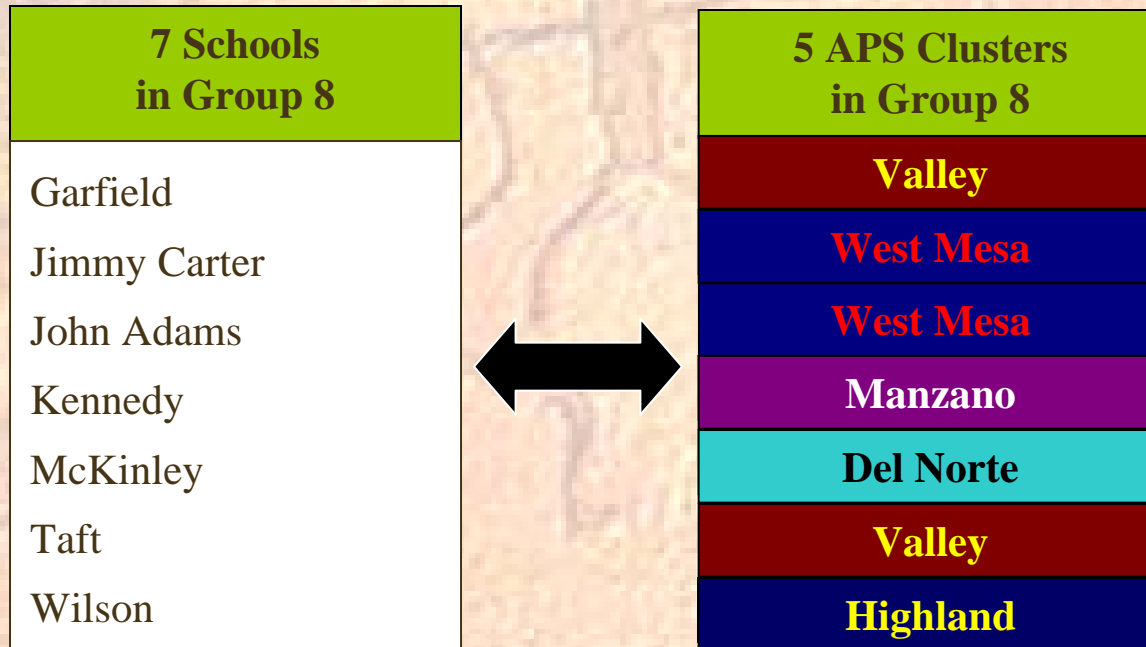 7 Schools
in Group 8
Garfield
Jimmy Carter
John Adams
Kennedy
McKinley
Taft
Wilson
5 APS Clusters
in Group 8
Valley
West Mesa
West Mesa
Manzano
Del Norte
Valley
Highland